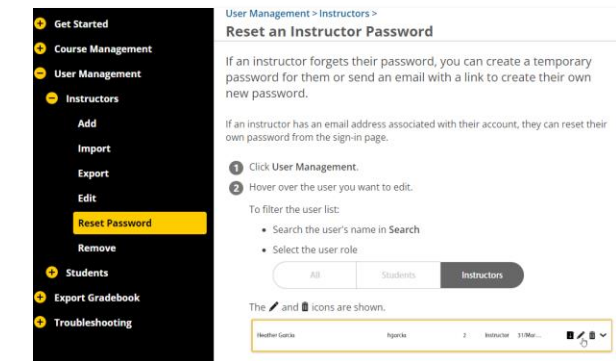 Get Started
Course Management
User Management
Instructors
Add
Import
Export
Edit
Reset Password
Remove
Students
Export Gradebook
Troubleshooting
User Management > Instructors >
Reset an Instructor Password
If an instructor forgets their password, you can create a temporary
password for them or send an email with a link to create their own
new password.
If an instructor has an email address associated with their account, they can reset their
own password from the sign-in page.
1 Click User Management.
2 Hover over the user you want to edit.
To filter the user list:
• Search the user's name in Search
• Select the user role
All Students Instructors
The and icons are shown.
Heather Garcia hgarcia 2 Instructor 31/Mar...